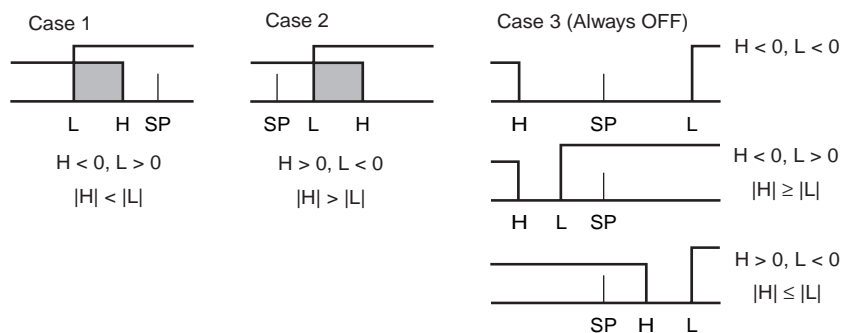 Case 1
L H SP
H < 0, L > 0
|H| < |L|
Case 2
SP L H
H > 0, L < 0
|H| > |L|
Case 3 (Always OFF)
H < 0, L < 0
H SP L
H < 0, L > 0
|H| ≥ |L|
H L SP
H > 0, L < 0
|H| ≤ |L|
SP H L